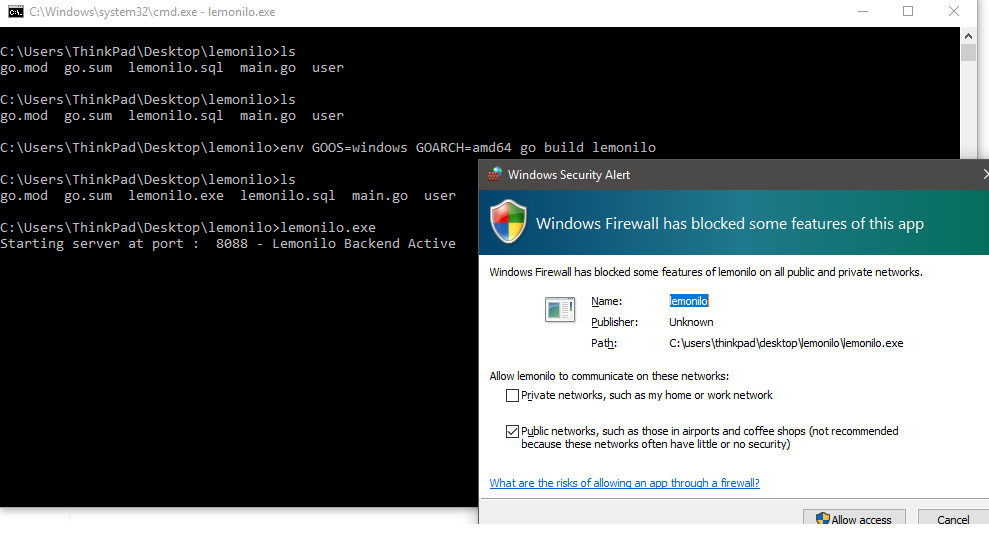 C:\Windows\system32\cmd.exe - lemonilo.exe
C:\Users\ThinkPad\Desktop\lemonilo>ls
go.mod  go.sum  lemonilo.sql  main.go  user
C:\Users\ThinkPad\Desktop\lemonilo>ls
go.mod  go.sum  lemonilo.sql  main.go  user
C:\Users\ThinkPad\Desktop\lemonilo>env GOOS=windows GOARCH=amd64 go build lemonilo
C:\Users\ThinkPad\Desktop\lemonilo>ls
go.mod  go.sum  lemonilo.exe  lemonilo.sql  main.go  user
C:\Users\ThinkPad\Desktop\lemonilo>lemonilo.exe
Starting server at port :  8088 - Lemonilo Backend Active
Windows Security Alert
Windows Firewall has blocked some features of this app
Windows Firewall has blocked some features of lemonilo on all public and private networks.
Name: lemonilo
Publisher: Unknown
Path: C:\users\thinkpad\desktop\lemonilo\lemonilo.exe
Allow lemonilo to communicate on these networks:
Private networks, such as my home or work network
Public networks, such as those in airports and coffee shops (not recommended
because these networks often have little or no security)
What are the risks of allowing an app through a firewall?
Allow access Cancel